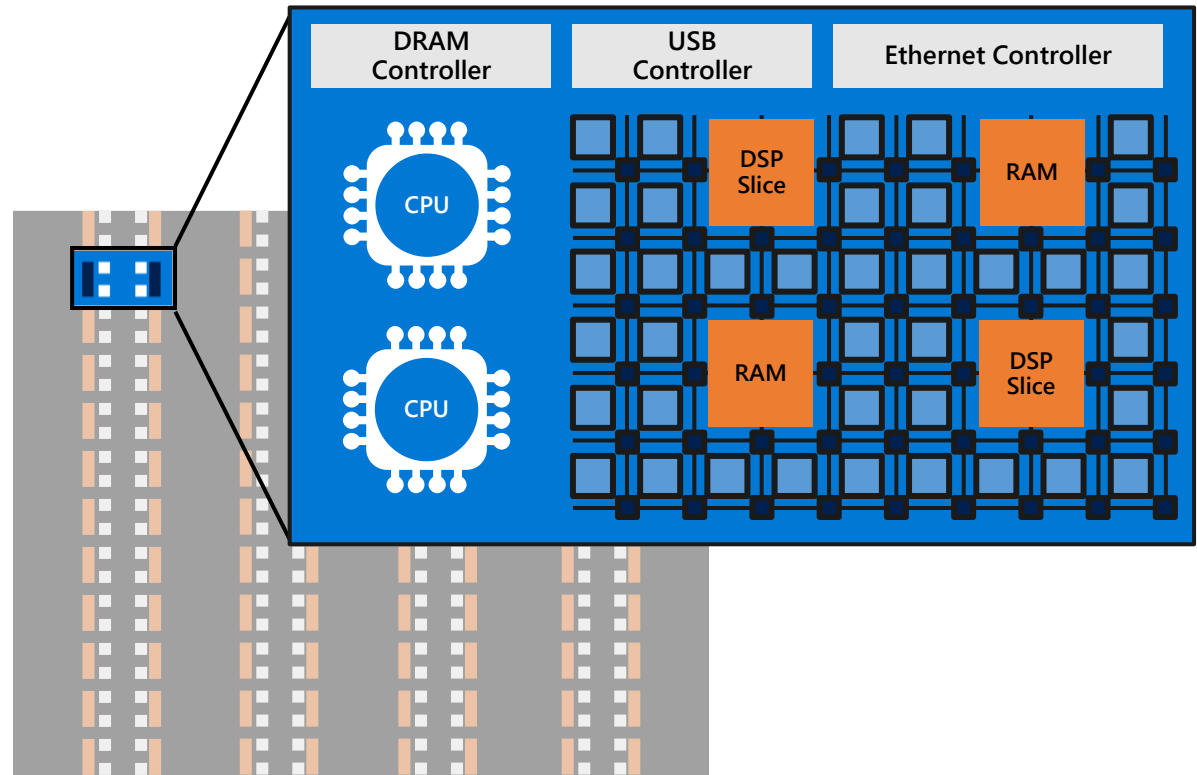 DRAM
Controller
USB
Controller
Ethernet Controller
CPU
DSP
Slice
RAM
CPU
RAM
DSP
Slice